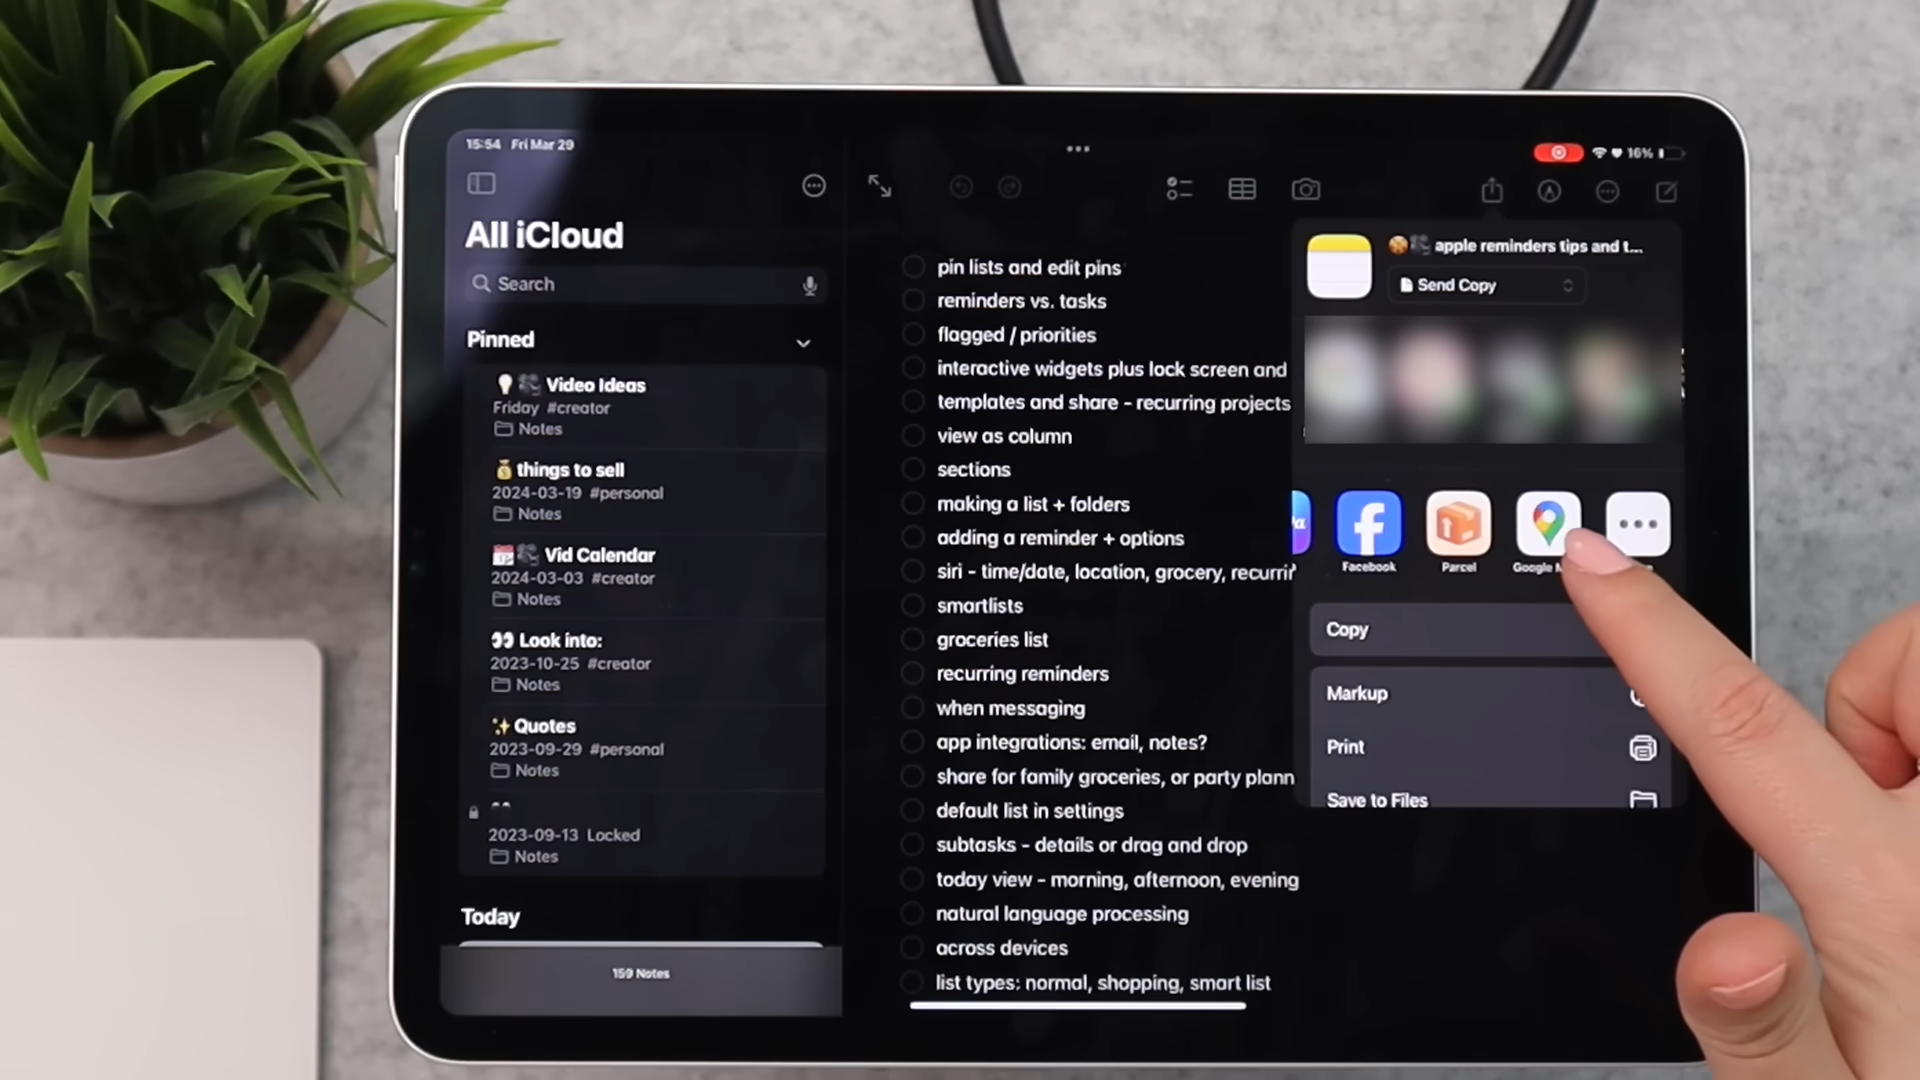 15:54 Fri Mar 29
16%
All iCloud
Search
Pinned
Video Ideas
Friday #creator
Notes
things to sell
2024-03-19 #personal
Notes
Vid Calendar
2024-03-03 #creator
Notes
Look into:
2023-10-25 #creator
Notes
Quotes
2023-09-29 #personal
Notes
2023-09-13 Locked
Notes
Today
159 Notes
pin lists and edit pins
reminders vs. tasks
flagged / priorities
interactive widgets plus lock screen and
templates and share - recurring projects
view as column
sections
making a list + folders
adding a reminder + options
siri - time/date, location, grocery, recurrin
smartlists
groceries list
recurring reminders
when messaging
app integrations: email, notes?
share for family groceries, or party plann
default list in settings
subtasks - details or drag and drop
today view - morning, afternoon, evening
natural language processing
across devices
list types: normal, shopping, smart list
apple reminders tips and t...
Send Copy
Facebook
Parcel
Google
Copy
Markup
Print
Save to Files